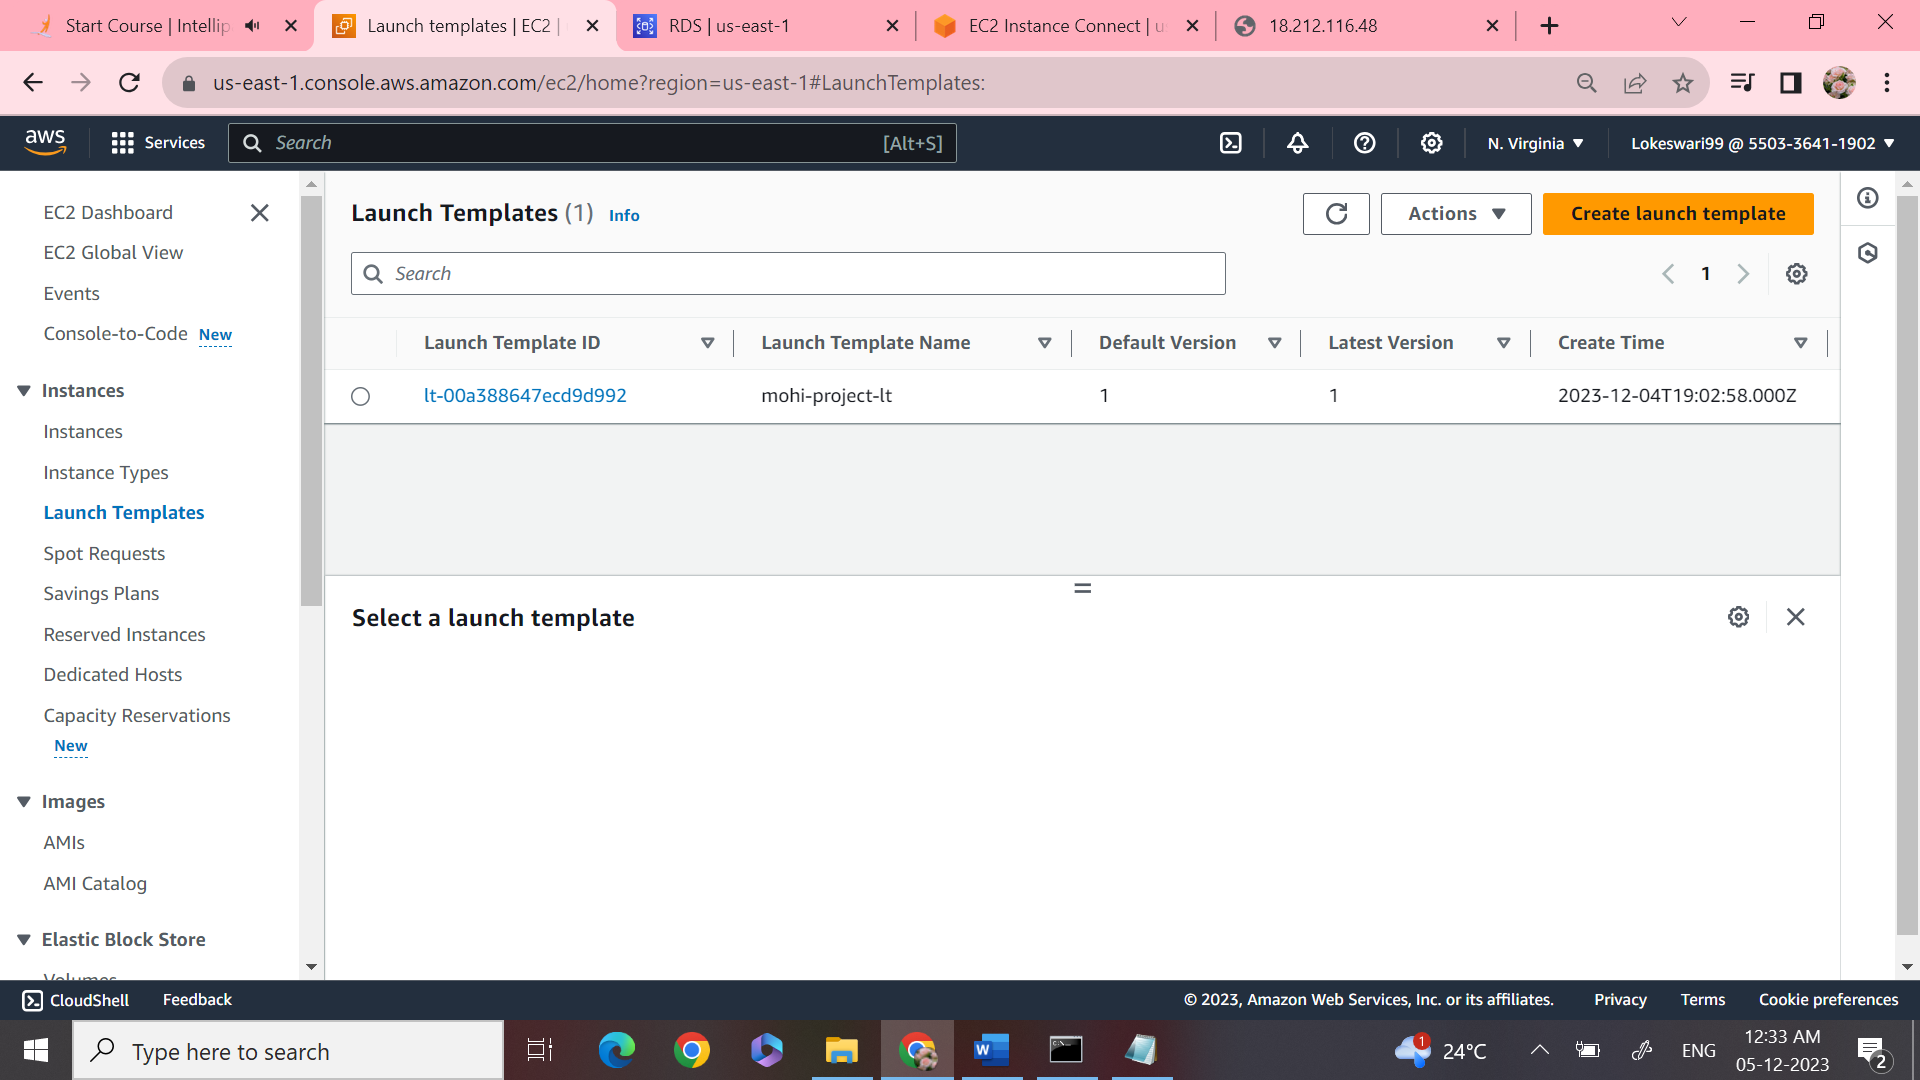 Start Course | Intellip
Launch templates | EC2 |
RDS | us-east-1
EC2 Instance Connect | u
18.212.116.48
us-east-1.console.aws.amazon.com/ec2/home?region=us-east-1#LaunchTemplates:
aws
Services
Search
[Alt+S]
N. Virginia
Lokeswari99 @ 5503-3641-1902
EC2 Dashboard
EC2 Global View
Events
Console-to-Code New
Instances
Instances
Instance Types
Launch Templates
Spot Requests
Savings Plans
Reserved Instances
Dedicated Hosts
Capacity Reservations
New
Images
AMIs
AMI Catalog
Elastic Block Store
Volumes
Launch Templates (1) Info
Actions
Create launch template
Search
1
Launch Template ID
Launch Template Name
Default Version
Latest Version
Create Time
lt-00a388647ecd9d992
mohi-project-lt
1
1
2023-12-04T19:02:58.000Z
Select a launch template
CloudShell
Feedback
© 2023, Amazon Web Services, Inc. or its affiliates.
Privacy
Terms
Cookie preferences
Type here to search
W
1
24°C
ENG
12:33 AM
05-12-2023
2